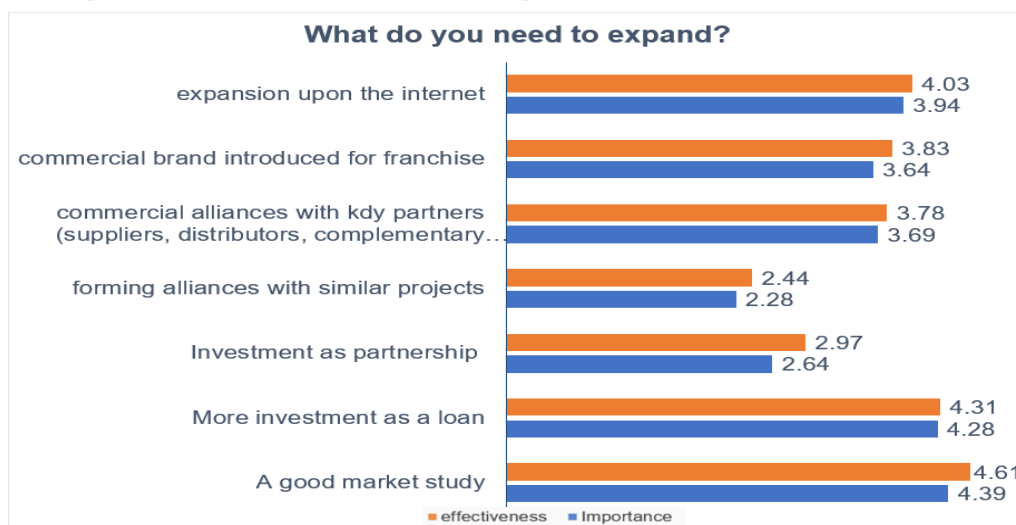 What do you need to expand?
expansion upon the internet
4.03
3.94
commercial brand introduced for franchise
3.83
3.64
commercial alliances with kdy partners
(suppliers, distributors, complementary...
3.78
3.69
forming alliances with similar projects
2.44
2.28
Investment as partnership
2.97
2.64
More investment as a loan
4.31
4.28
A good market study
4.61
4.39
effectiveness Importance